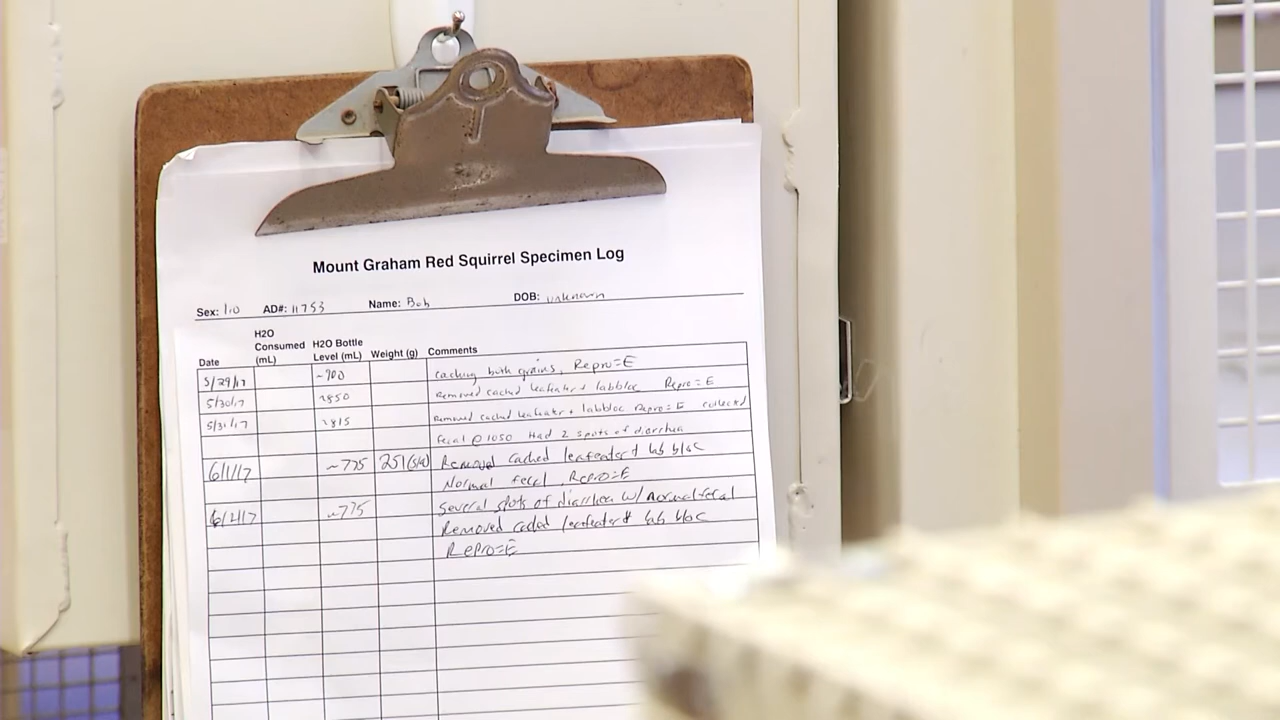 Mount Graham Red Squirrel Specimen Log
Sex: 1.0 AD#: 11753 Name: Bob DOB: unknown
Date H2O Consumed (mL) H2O Bottle Level (mL) Weight (g) Comments
5/29/17 ~900 caching both grains, Repro=E
5/30/17 ~850 Removed cached leafeater + labbloc Repro=E
5/31/17 ~815 Removed cached leafeater + labbloc Repro=E collected
fecal @ 1050 Had 2 spots of diarrhea
6/1/17 ~775 251 Removed cached leafeater + lab bloc
Normal fecal, Repro=E
6/2/17 ~775 Several spots of diarrhea w/ normal fecal
Removed cached leafeater + lab bloc
Repro=E